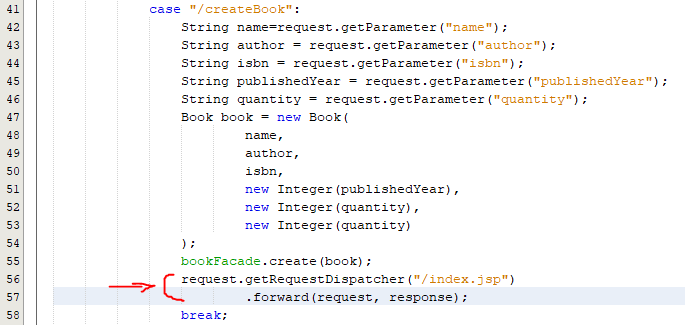 41 case "/createBook":
42 String name=request.getParameter("name");
43 String author = request.getParameter("author");
44 String isbn = request.getParameter("isbn");
45 String publishedYear = request.getParameter("publishedYear");
46 String quantity = request.getParameter("quantity");
47 Book book = new Book(
48 name,
49 author,
50 isbn,
51 new Integer(publishedYear),
52 new Integer(quantity),
53 new Integer(quantity)
54 );
55 bookFacade.create(book);
56 request.getRequestDispatcher("/index.jsp")
57 .forward(request, response);
58 break;